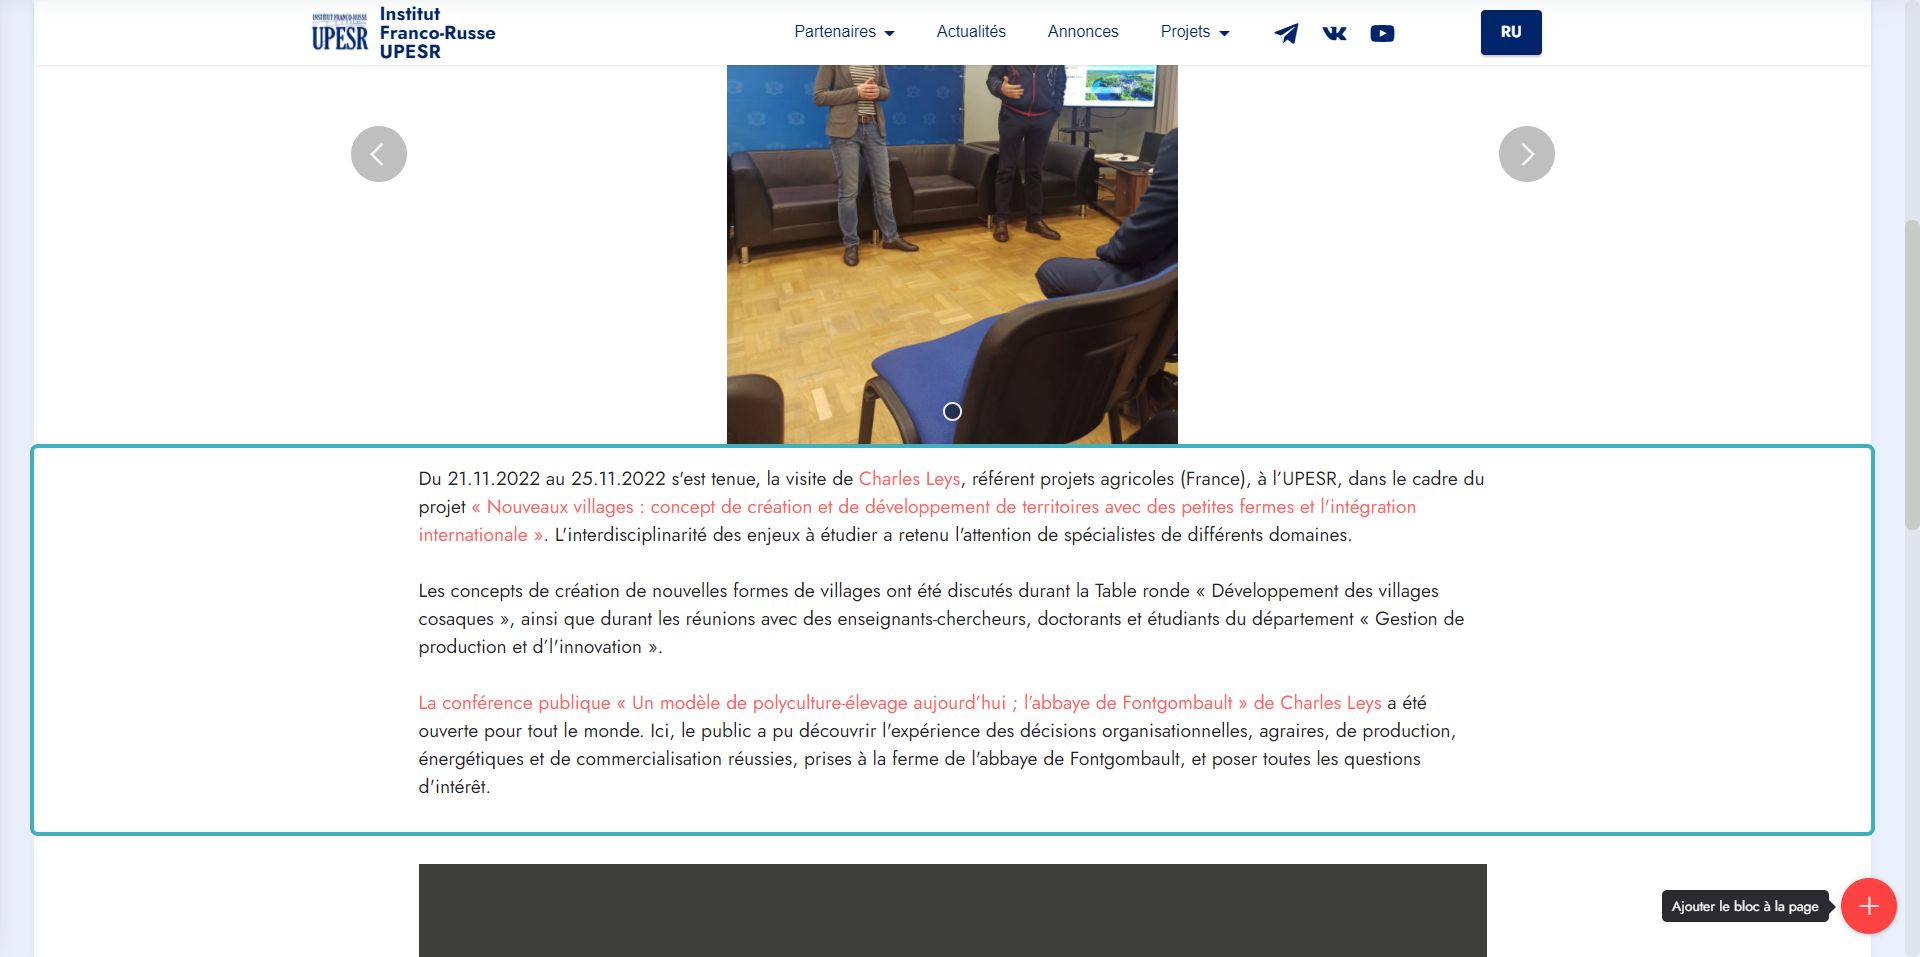 INSTITUT FRANCO-RUSSE
UPESR
Institut
Franco-Russe
UPESR
Partenaires
Actualités
Annonces
Projets
RU
Du 21.11.2022 au 25.11.2022 s'est tenue, la visite de Charles Leys, référent projets agricoles (France), à l’UPESR, dans le cadre du
projet « Nouveaux villages : concept de création et de développement de territoires avec des petites fermes et l'intégration
internationale ». L'interdisciplinarité des enjeux à étudier a retenu l'attention de spécialistes de différents domaines.
Les concepts de création de nouvelles formes de villages ont été discutés durant la Table ronde « Développement des villages
cosaques », ainsi que durant les réunions avec des enseignants-chercheurs, doctorants et étudiants du département « Gestion de
production et d’l'innovation ».
La conférence publique « Un modèle de polyculture-élevage aujourd’hui ; l’abbaye de Fontgombault » de Charles Leys a été
ouverte pour tout le monde. Ici, le public a pu découvrir l'expérience des décisions organisationnelles, agraires, de production,
énergétiques et de commercialisation réussies, prises à la ferme de l'abbaye de Fontgombault, et poser toutes les questions
d'intérêt.
Ajouter le bloc à la page